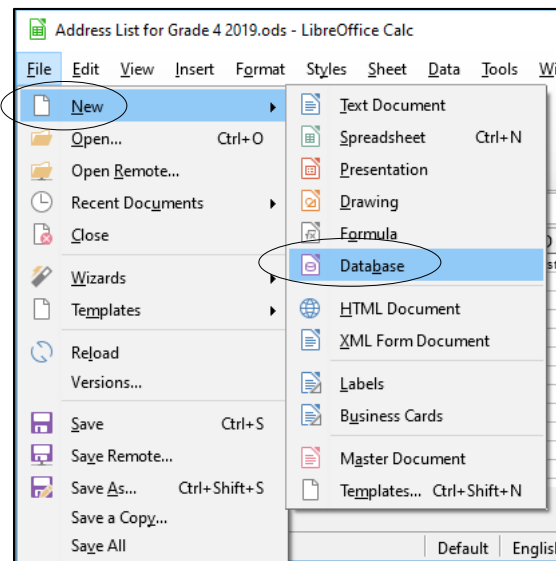 Address List for Grade 4 2019.ods - LibreOffice Calc
File Edit View Insert Format Styles Sheet Data Tools
New
Open... Ctrl+O
Open Remote...
Recent Documents
Close
Wizards
Templates
Reload
Versions...
Save Ctrl+S
Save Remote...
Save As... Ctrl+Shift+S
Save a Copy...
Save All
Text Document
Spreadsheet Ctrl+N
Presentation
Drawing
Formula
Database
HTML Document
XML Form Document
Labels
Business Cards
Master Document
Templates... Ctrl+Shift+N
Default English